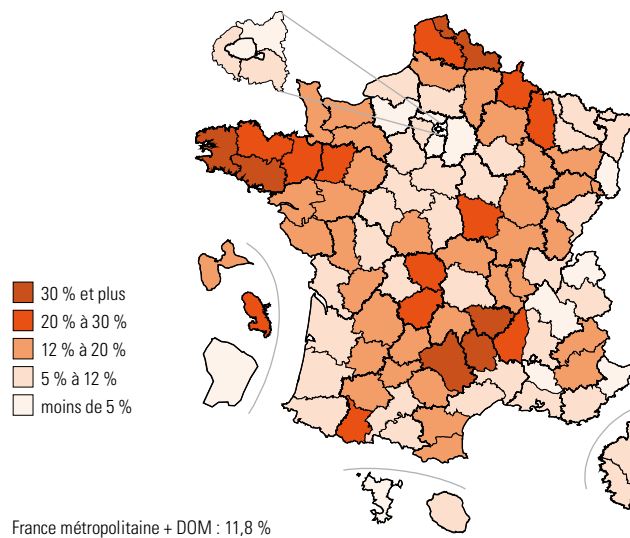 30 % et plus
20 % à 30 %
12 % à 20 %
5 % à 12 %
moins de 5 %
France métropolitaine + DOM : 11,8 %